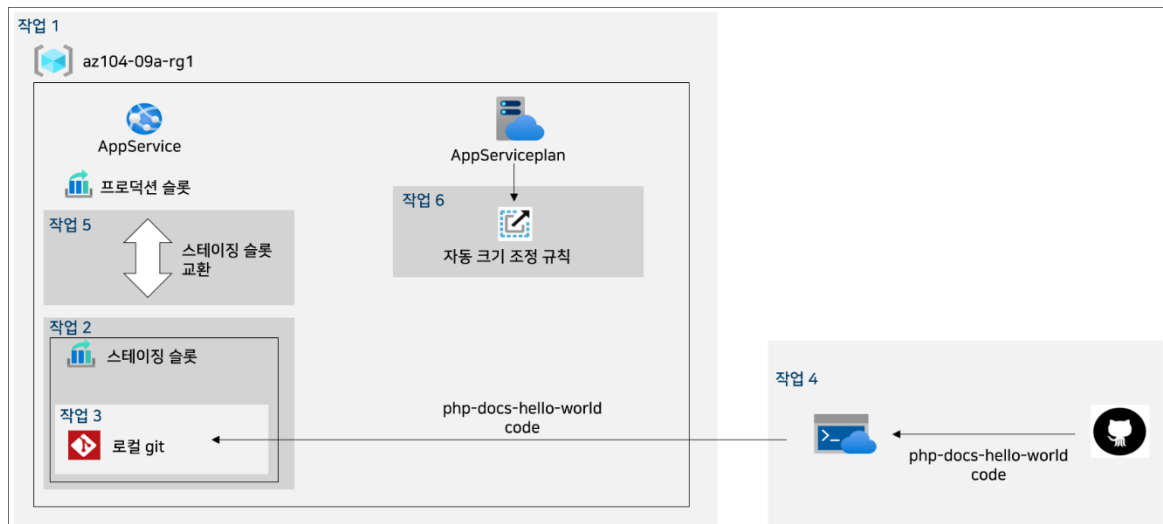 작업 1
az104-09a-rg1
AppService
프로덕션 슬롯
작업 5
스테이징 슬롯
교환
작업 2
스테이징 슬롯
작업 3
로컬 git
AppServiceplan
작업 6
자동 크기 조정 규칙
php-docs-hello-world
code
작업 4
php-docs-hello-world
code